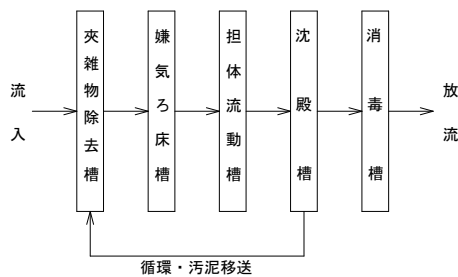 流入
夾雑物除去槽
嫌気ろ床槽
担体流動槽
沈殿槽
消毒槽
放流
循環・汚泥移送